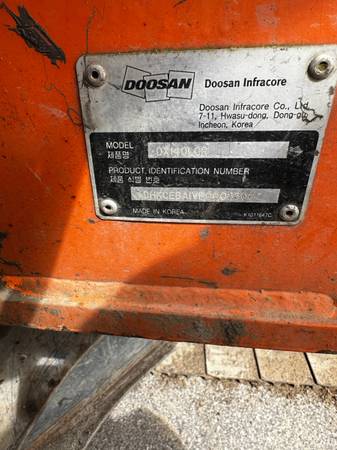 DOOSAN Doosan Infracore
Doosan Infracore Co., Ltd.
7-11, Hwasu-dong, Dong-gu
Incheon, Korea
MODEL
제품명
PRODUCT IDENTIFICATION NUMBER
제품 식별 번호
MADE IN KOREA